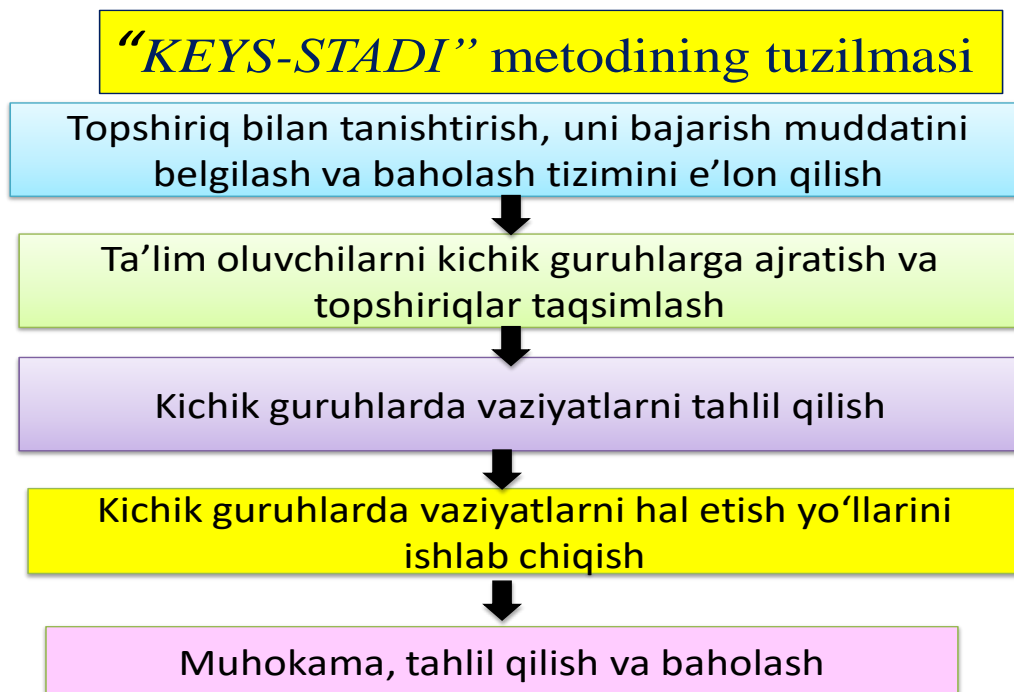 “KEYS-STADI” metodining tuzilmasi
Topshiriq bilan tanishtirish, uni bajarish muddatini
belgilash va baholash tizimini e’lon qilish
Ta’lim oluvchilarni kichik guruhlarga ajratish va
topshiriqlar taqsimlash
Kichik guruhlarda vaziyatlarni tahlil qilish
Kichik guruhlarda vaziyatlarni hal etish yo‘llarini
ishlab chiqish
Muhokama, tahlil qilish va baholash